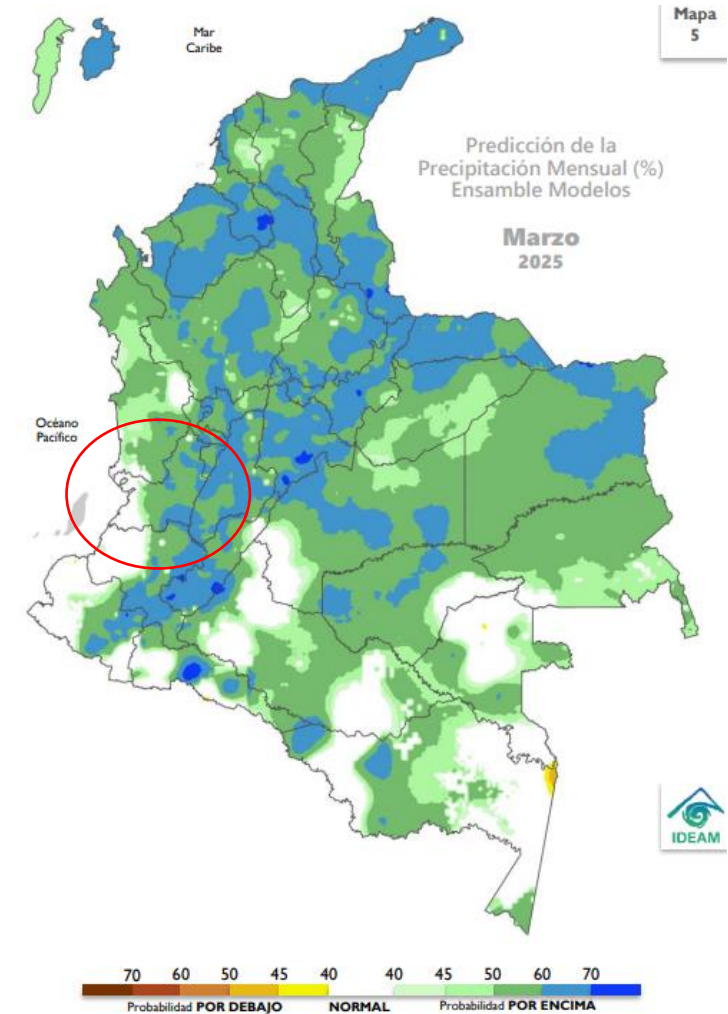 Mapa
5
Mar
Caribe
Predicción de la
Precipitación Mensual (%)
Ensamble Modelos
Marzo
2025
Océano
Pacífico
IDEAM
70 60 50 45 40 40 45 50 60 70
Probabilidad POR DEBAJO NORMAL Probabilidad POR ENCIMA